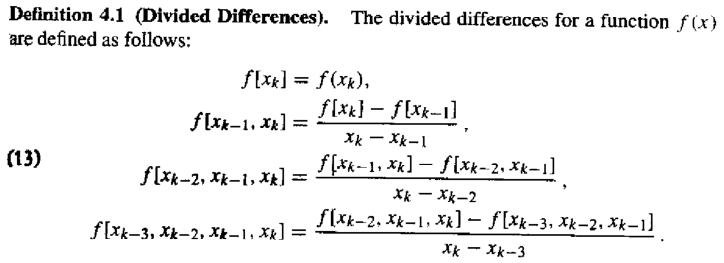 Definition 4.1 (Divided Differences). The divided differences for a function f(x)
are defined as follows:
f[x_k] = f(x_k),
f[x_{k-1}, x_k] = \frac{f[x_k] - f[x_{k-1}]}{x_k - x_{k-1}},
(13)
f[x_{k-2}, x_{k-1}, x_k] = \frac{f[x_{k-1}, x_k] - f[x_{k-2}, x_{k-1}]}{x_k - x_{k-2}},
f[x_{k-3}, x_{k-2}, x_{k-1}, x_k] = \frac{f[x_{k-2}, x_{k-1}, x_k] - f[x_{k-3}, x_{k-2}, x_{k-1}]}{x_k - x_{k-3}}.